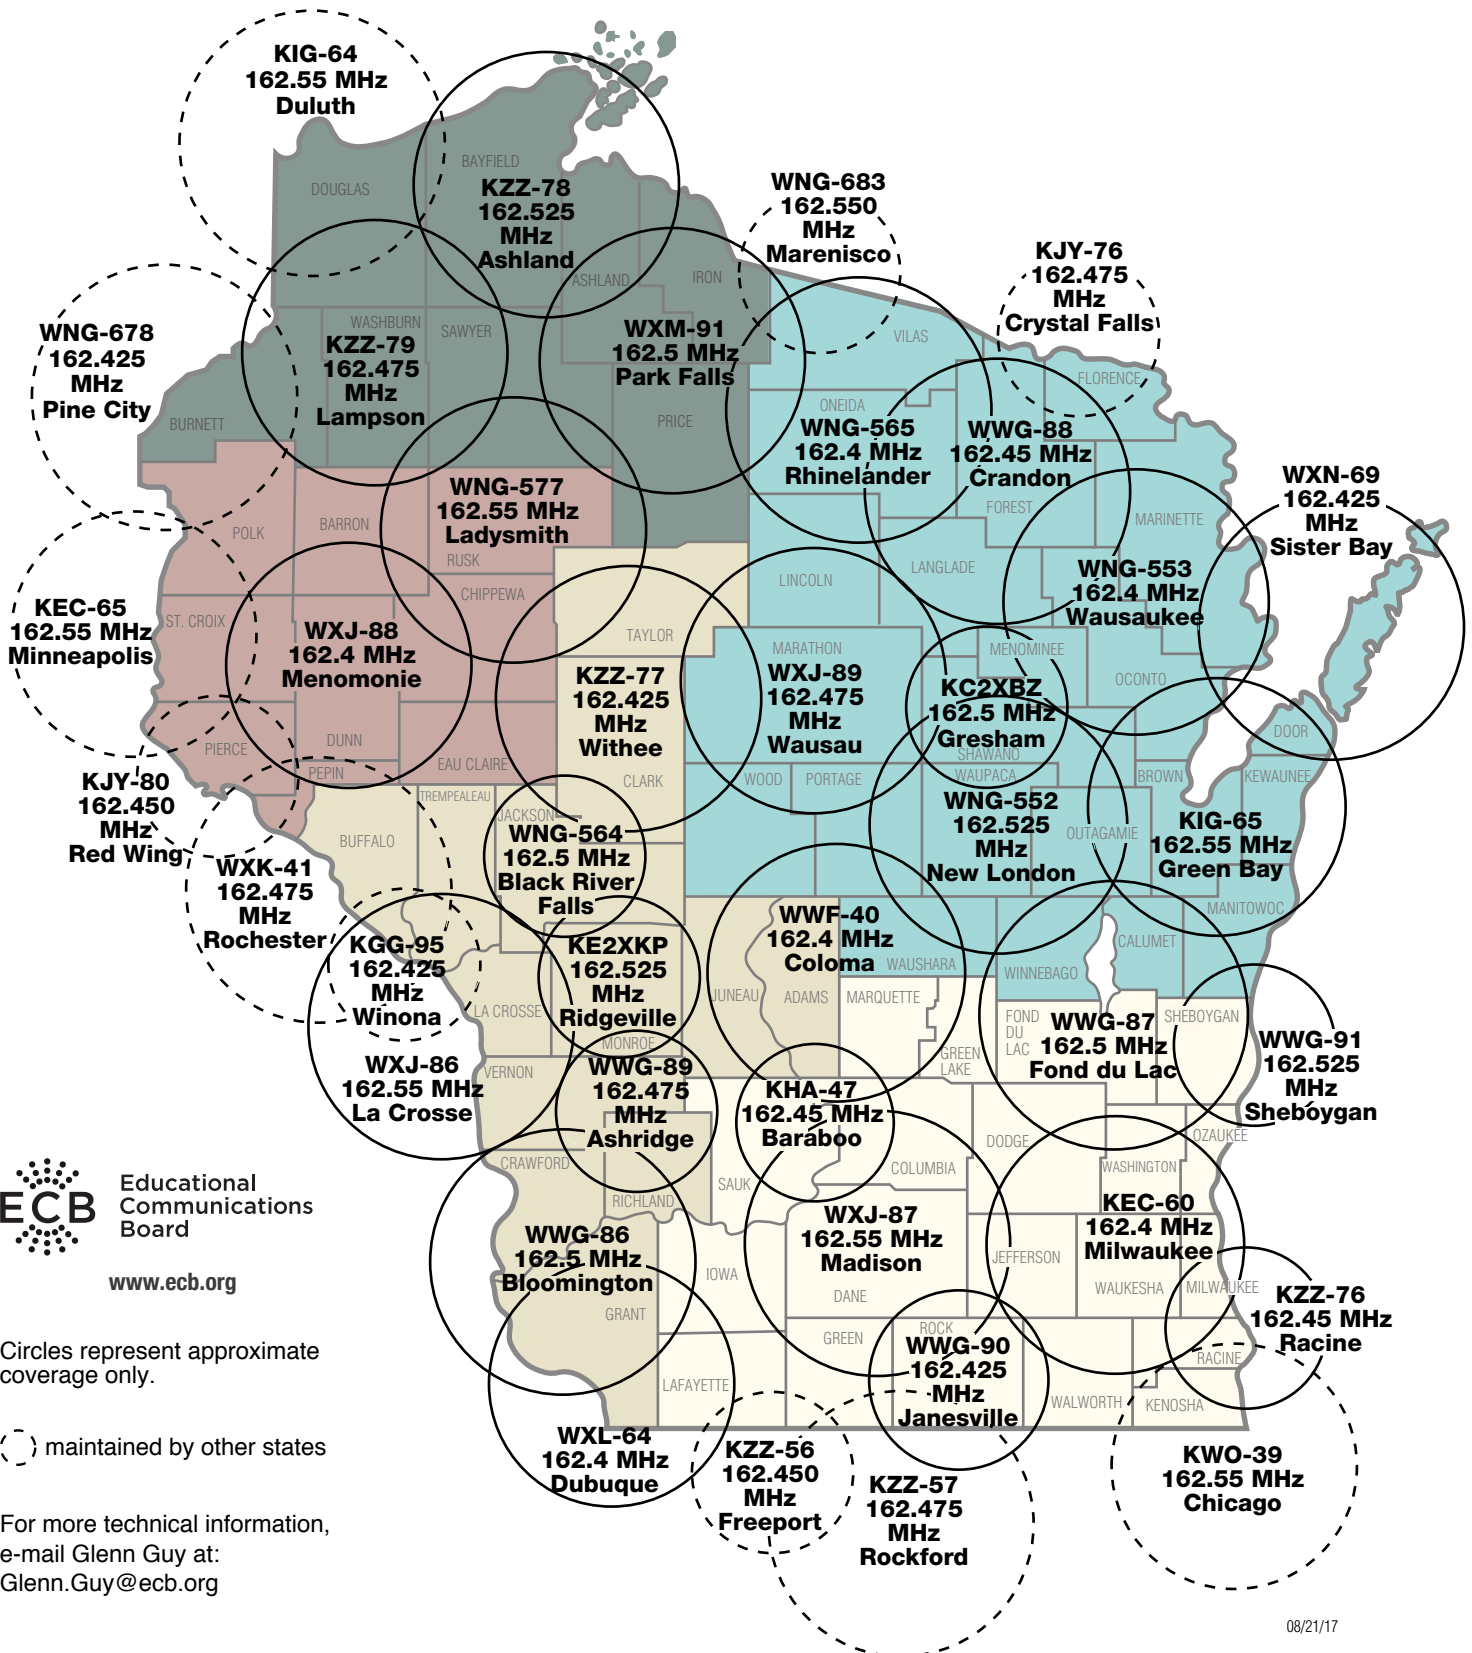 KIG-64
162.55 MHz
Duluth
BAYFIELD
DOUGLAS
KZZ-78
162.525
MHz
Ashland
WNG-683
162.550
MHz
Marenisco
KJY-76
162.475
MHz
Crystal Falls
ASHLAND
IRON
WNG-678
162.425
MHz
Pine City
WASHBURN
SAWYER
KZZ-79
162.475
MHz
Lampson
WXM-91
162.5 MHz
Park Falls
VILAS
FLORENCE
BURNETT
PRICE
ONEIDA
WNG-565
162.4 MHz
Rhinelander
WWG-88
162.45 MHz
Crandon
WXN-69
162.425
MHz
Sister Bay
WNG-577
162.55 MHz
Ladysmith
FOREST
MARINETTE
POLK
BARRON
RUSK
LINCOLN
LANGLADE
WNG-553
162.4 MHz
Wausaukee
CHIPPEWA
KEC-65
162.55 MHz
Minneapolis
ST. CROIX
WXJ-88
162.4 MHz
Menomonie
TAYLOR
MARATHON
MENOMINEE
OCONTO
KZZ-77
162.425
MHz
Withee
WXJ-89
162.475
MHz
Wausau
KC2XBZ
162.5 MHz
Gresham
SHAWANO
DOOR
PIERCE
DUNN
PEPIN
EAU CLAIRE
CLARK
WOOD
PORTAGE
WAUPACA
BROWN
KEWAUNEE
KJY-80
162.450
MHz
Red Wing
TREMPEALEAU
JACKSON
BUFFALO
WNG-564
162.5 MHz
Black River
Falls
WNG-552
162.525
MHz
New London
OUTAGAMIE
KIG-65
162.55 MHz
Green Bay
WXK-41
162.475
MHz
Rochester
MANITOWOC
KGG-95
162.425
MHz
Winona
KE2XKP
162.525
MHz
Ridgeville
WWF-40
162.4 MHz
Coloma
WAUSHARA
WINNEBAGO
CALUMET
JUNEAU
ADAMS
MARQUETTE
LA CROSSE
MONROE
FOND
DU
LAC
GREEN
LAKE
SHEBOYGAN
WWG-87
162.5 MHz
Fond du Lac
WWG-91
162.525
MHz
Sheboygan
WXJ-86
162.55 MHz
La Crosse
VERNON
WWG-89
162.475
MHz
Ashridge
KHA-47
162.45 MHz
Baraboo
DODGE
OZAUKEE
CRAWFORD
COLUMBIA
WASHINGTON
SAUK
RICHLAND
ECB
Educational
Communications
Board
www.ecb.org
WWG-86
162.5 MHz
Bloomington
WXJ-87
162.55 MHz
Madison
KEC-60
162.4 MHz
Milwaukee
JEFFERSON
IOWA
DANE
WAUKESHA
MILWAUKEE
GRANT
KZZ-76
162.45 MHz
Racine
GREEN
ROCK
WWG-90
162.425
MHz
Janesville
RACINE
LAFAYETTE
WALWORTH
KENOSHA
Circles represent approximate
coverage only.
maintained by other states
WXL-64
162.4 MHz
Dubuque
KZZ-56
162.450
MHz
Freeport
KZZ-57
162.475
MHz
Rockford
KWO-39
162.55 MHz
Chicago
For more technical information,
e-mail Glenn Guy at:
Glenn.Guy@ecb.org
08/21/17